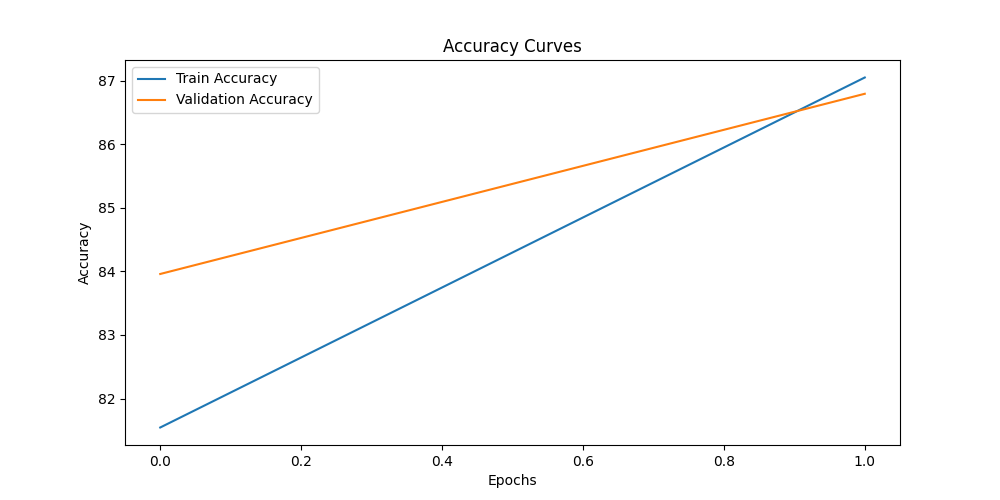 Accuracy Curves
Train Accuracy
Validation Accuracy
87
86
85
84
83
82
Accuracy
0.0 0.2 0.4 0.6 0.8 1.0
Epochs